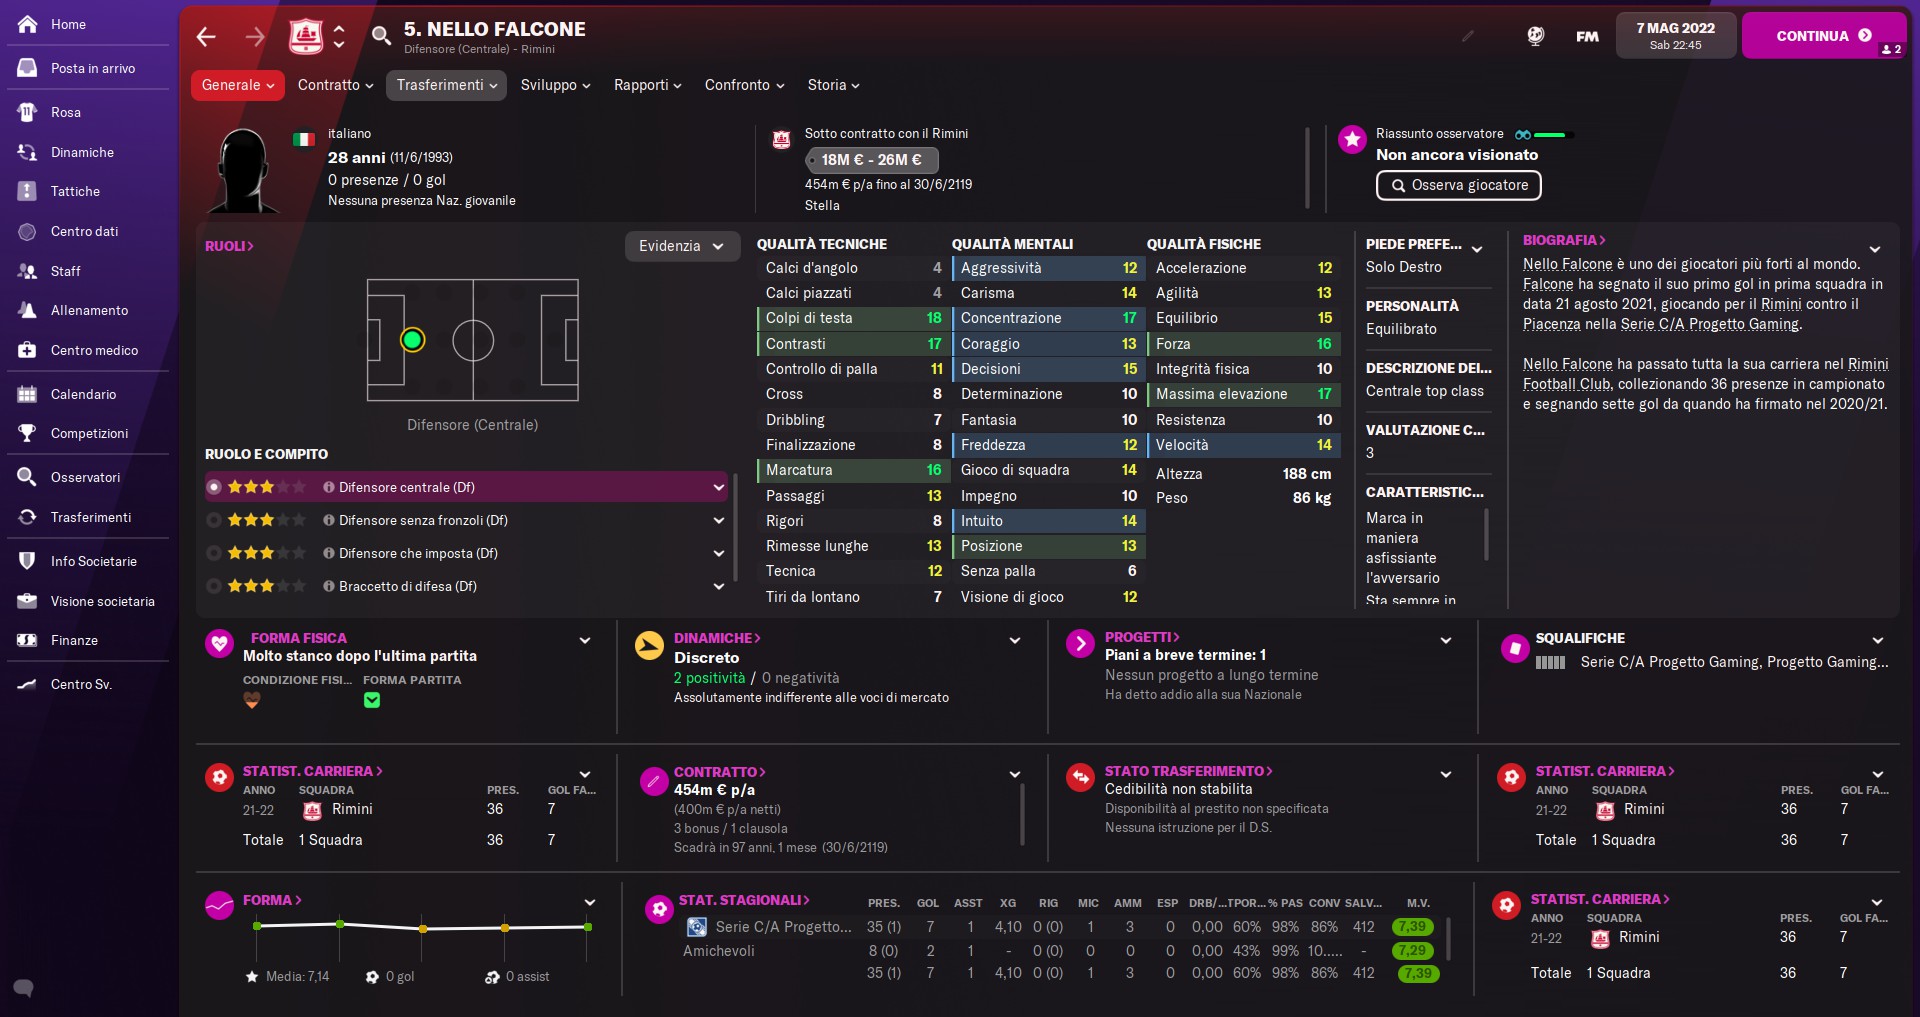 Home
Posta in arrivo
Rosa
Dinamiche
Tattiche
Centro dati
Staff
Allenamento
Centro medico
Calendario
Competizioni
Osservatori
Trasferimenti
Info Societarie
Visione societaria
Finanze
Centro Sv.
5. NELLO FALCONE
Difensore (Centrale) - Rimini
FM
7 MAG 2022
Sab 22:45
CONTINUA
2
Generale
Contratto
Trasferimenti
Sviluppo
Rapporti
Confronto
Storia
italiano
28 anni (11/6/1993)
0 presenze / 0 gol
Nessuna presenza Naz. giovanile
Sotto contratto con il Rimini
18M € - 26M €
454m € p/a fino al 30/6/2119
Stella
Riassunto osservatore
Non ancora visionato
Osserva giocatore
RUOLI
Evidenzia
Difensore (Centrale)
RUOLO E COMPITO
Difensore centrale (Df)
Difensore senza fronzoli (Df)
Difensore che imposta (Df)
Braccetto di difesa (Df)
QUALITÀ TECNICHE
Calci d'angolo 4
Calci piazzati 4
Colpi di testa 18
Contrasti 17
Controllo di palla 11
Cross 8
Dribbling 7
Finalizzazione 8
Marcatura 16
Passaggi 13
Rigori 8
Rimesse lunghe 13
Tecnica 12
Tiri da lontano 7
QUALITÀ MENTALI
Aggressività 12
Carisma 14
Concentrazione 17
Coraggio 13
Decisioni 15
Determinazione 10
Fantasia 10
Freddezza 12
Gioco di squadra 14
Impegno 10
Intuito 14
Posizione 13
Senza palla 6
Visione di gioco 12
QUALITÀ FISICHE
Accelerazione 12
Agilità 13
Equilibrio 15
Forza 16
Integrità fisica 10
Massima elevazione 17
Resistenza 10
Velocità 14
Altezza 188 cm
Peso 86 kg
PIEDE PREFE...
Solo Destro
PERSONALITÀ
Equilibrato
DESCRIZIONE DEI...
Centrale top class
VALUTAZIONE C...
3
CARATTERISTIC...
Marca in
maniera
asfissiante
l'avversario
Sta sempre in
BIOGRAFIA
Nello Falcone è uno dei giocatori più forti al mondo.
Falcone ha segnato il suo primo gol in prima squadra in
data 21 agosto 2021, giocando per il Rimini contro il
Piacenza nella Serie C/A Progetto Gaming.
Nello Falcone ha passato tutta la sua carriera nel Rimini
Football Club, collezionando 36 presenze in campionato
e segnando sette gol da quando ha firmato nel 2020/21.
FORMA FISICA
Molto stanco dopo l'ultima partita
CONDIZIONE FISI... FORMA PARTITA
DINAMICHE
Discreto
2 positività / 0 negatività
Assolutamente indifferente alle voci di mercato
PROGETTI
Piani a breve termine: 1
Nessun progetto a lungo termine
Ha detto addio alla sua Nazionale
SQUALIFICHE
Serie C/A Progetto Gaming, Progetto Gaming...
STATIST. CARRIERA
ANNO SQUADRA PRES. GOL FA...
21-22 Rimini 36 7
Totale 1 Squadra 36 7
CONTRATTO
454m € p/a
(400m € p/a netti)
3 bonus / 1 clausola
Scadrà in 97 anni, 1 mese (30/6/2119)
STATO TRASFERIMENTO
Cedibilità non stabilita
Disponibilità al prestito non specificata
Nessuna istruzione per il D.S.
STATIST. CARRIERA
ANNO SQUADRA PRES. GOL FA...
21-22 Rimini 36 7
Totale 1 Squadra 36 7
FORMA
Media: 7,14 0 gol 0 assist
STAT. STAGIONALI PRES. GOL ASST XG RIG MIC AMM ESP DRB/... TPOR... % PAS CONV SALV... M.V.
Serie C/A Progetto... 35 (1) 7 1 4,10 0 (0) 1 3 0 0,00 60% 98% 86% 412 7,39
Amichevoli 8 (0) 2 1 - 0 (0) 0 0 0 0,00 43% 99% 10..... - 7,29
35 (1) 7 1 4,10 0 (0) 1 3 0 0,00 60% 98% 86% 412 7,39
STATIST. CARRIERA
ANNO SQUADRA PRES. GOL FA...
21-22 Rimini 36 7
Totale 1 Squadra 36 7